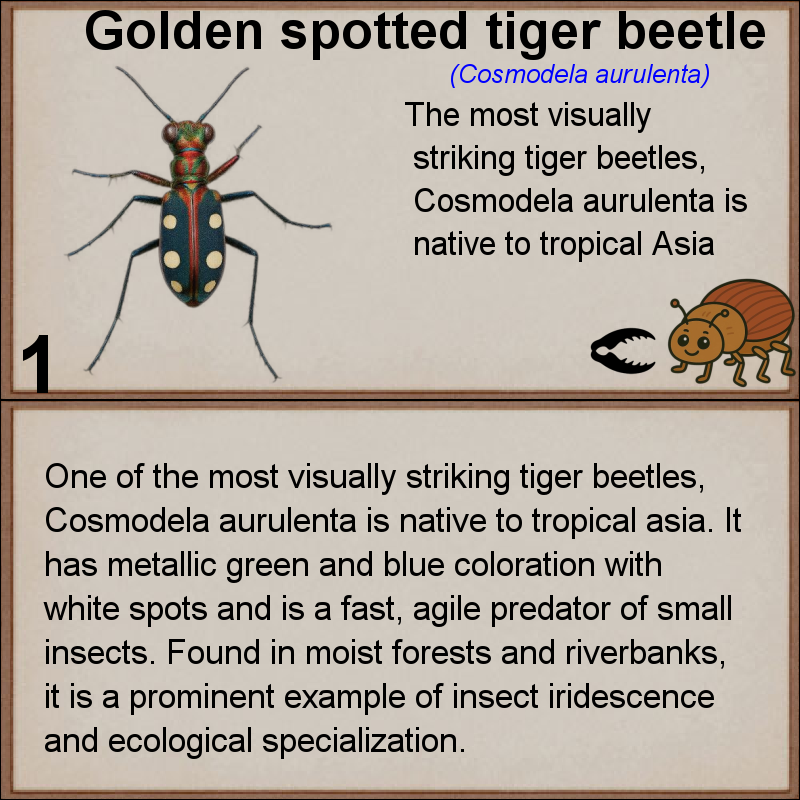 Golden spotted tiger beetle
(Cosmodela aurulenta)
The most visually
striking tiger beetles,
Cosmodela aurulenta is
native to tropical Asia
1
One of the most visually striking tiger beetles,
Cosmodela aurulenta is native to tropical asia. It
has metallic green and blue coloration with
white spots and is a fast, agile predator of small
insects. Found in moist forests and riverbanks,
it is a prominent example of insect iridescence
and ecological specialization.